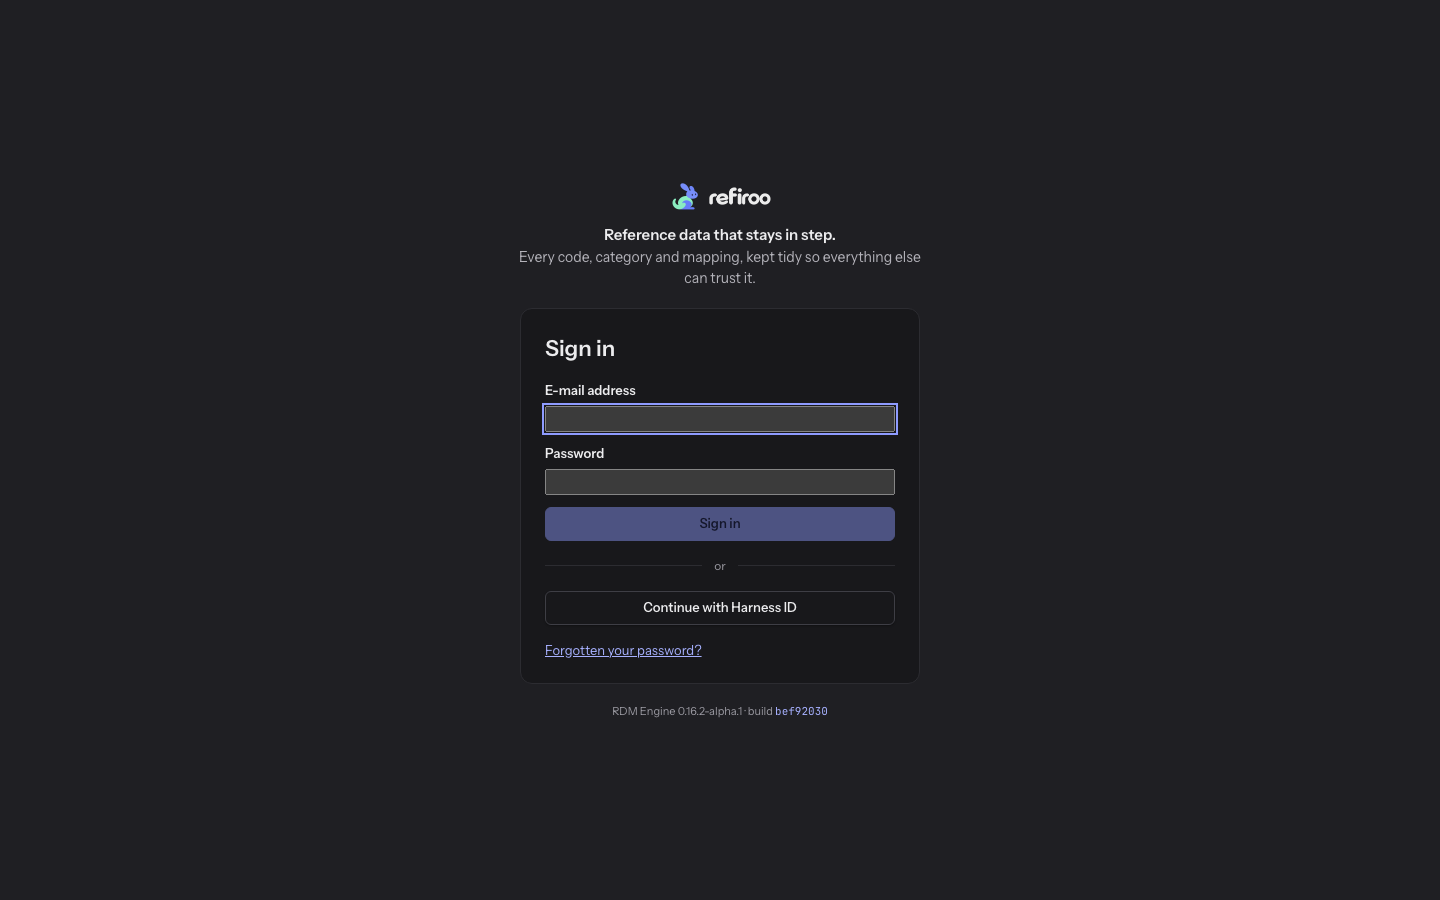 refiroo
Reference data that stays in step.
Every code, category and mapping, kept tidy so everything else
can trust it.
Sign in
E-mail address
Password
Sign in
or
Continue with Harness ID
Forgotten your password?
RDM Engine 0.16.2-alpha.1 · build bef92030